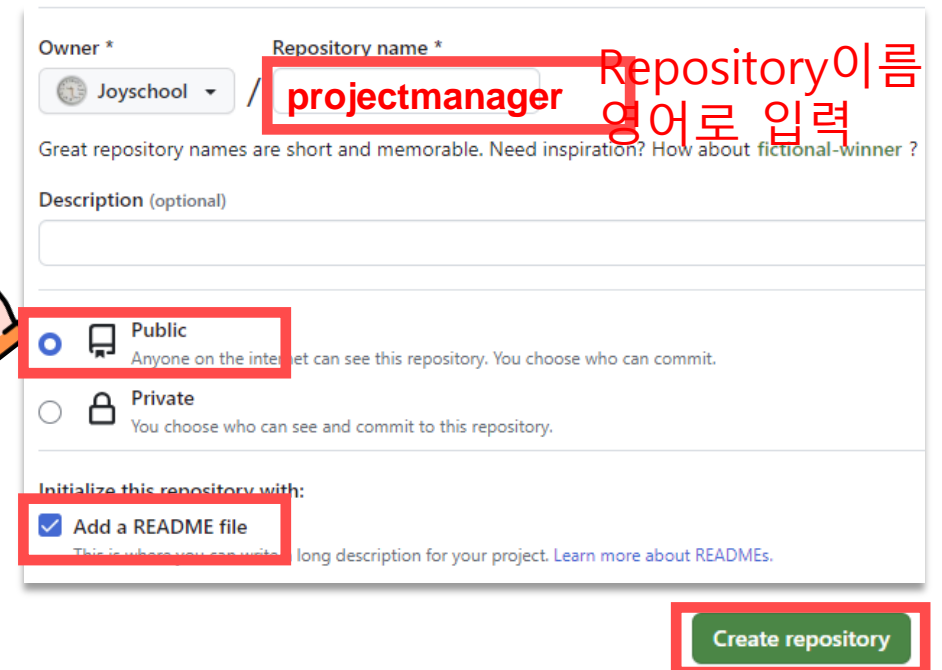 Owner *
Repository name *
Joyschool / projectmanager
Repository이름
영어로 입력
Great repository names are short and memorable. Need inspiration? How about fictional-winner ?
Description (optional)
Public
Anyone on the internet can see this repository. You choose who can commit.
Private
You choose who can see and commit to this repository.
Initialize this repository with:
Add a README file
This is where you can write a long description for your project. Learn more about READMEs.
Create repository